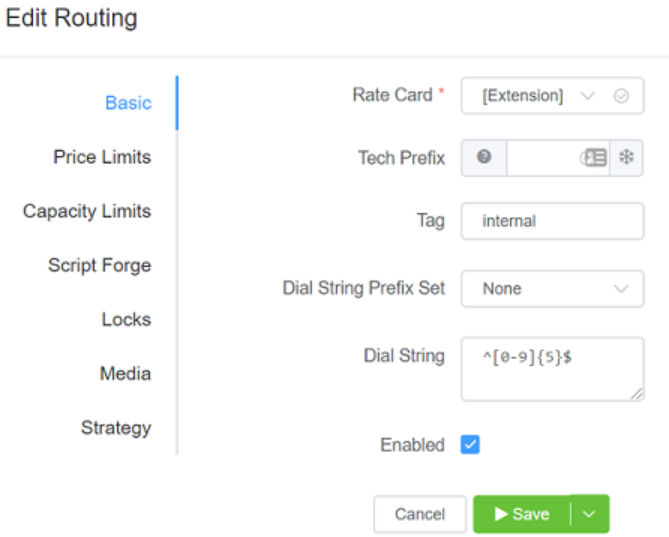 Edit Routing
Basic
Price Limits
Capacity Limits
Script Forge
Locks
Media
Strategy
Rate Card * [Extension]
Tech Prefix
Tag internal
Dial String Prefix Set None
Dial String ^[0-9]{5}$
Enabled
Cancel Save